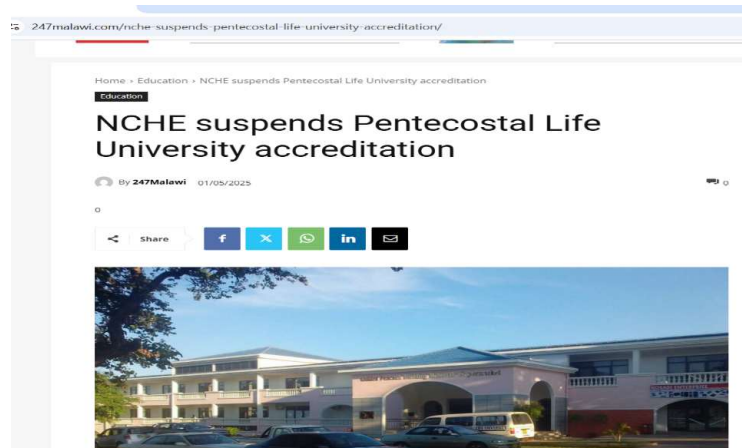 247malawi.com/nche-suspends-pentecostal-life-university-accreditation/
Home › Education › NCHE suspends Pentecostal Life University accreditation
Education
NCHE suspends Pentecostal Life
University accreditation
By 247Malawi 01/05/2025
0
0
Share